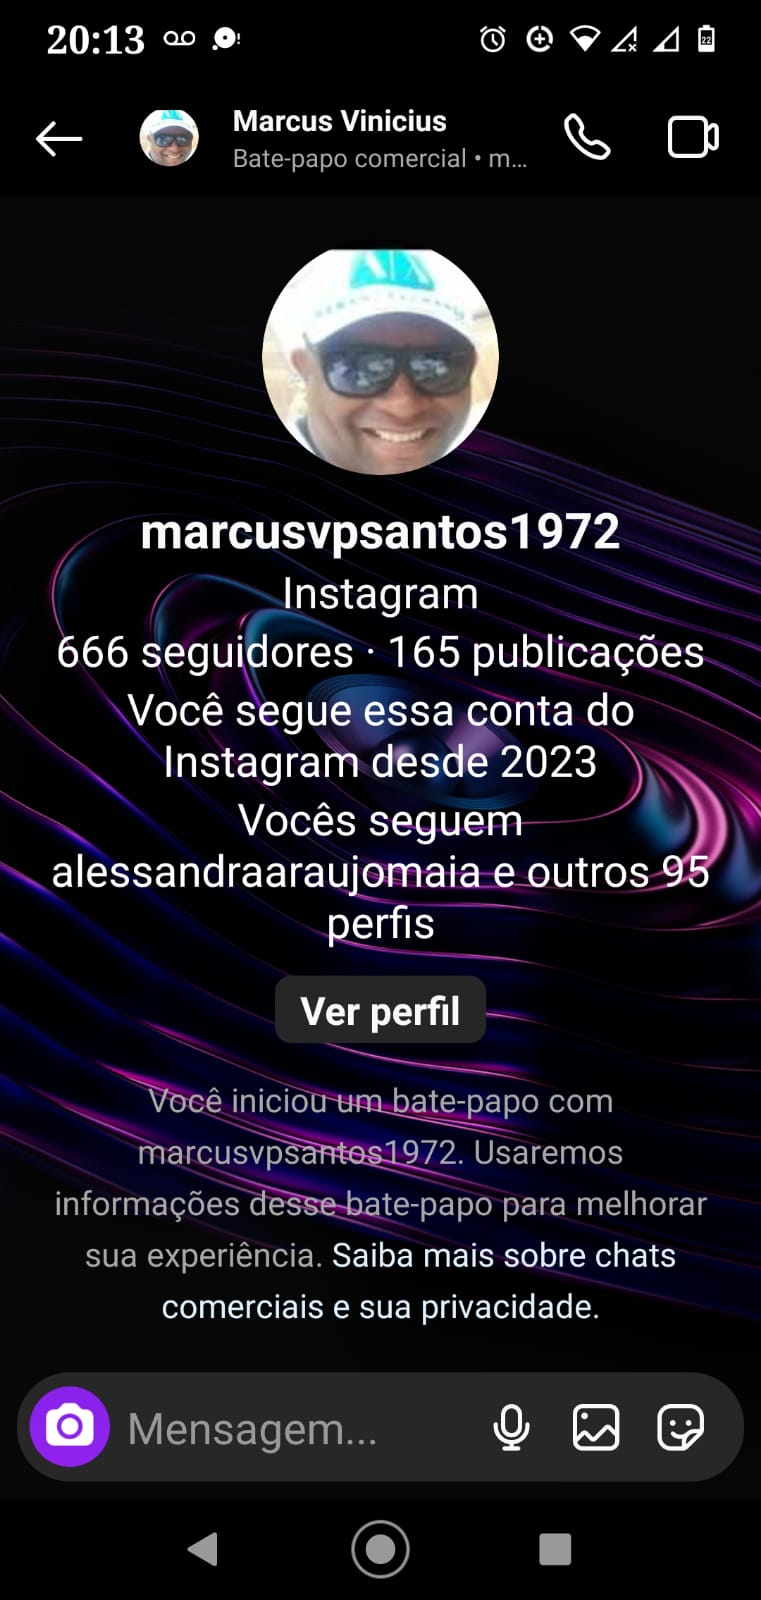 20:13
22
Marcus Vinicius
Bate-papo comercial • m...
marcusvpsantos1972
Instagram
666 seguidores · 165 publicações
Você segue essa conta do
Instagram desde 2023
Vocês seguem
alessandraaraujomaia e outros 95
perfis
Ver perfil
Você iniciou um bate-papo com
marcusvpsantos1972. Usaremos
informações desse bate-papo para melhorar
sua experiência. Saiba mais sobre chats
comerciais e sua privacidade.
Mensagem...